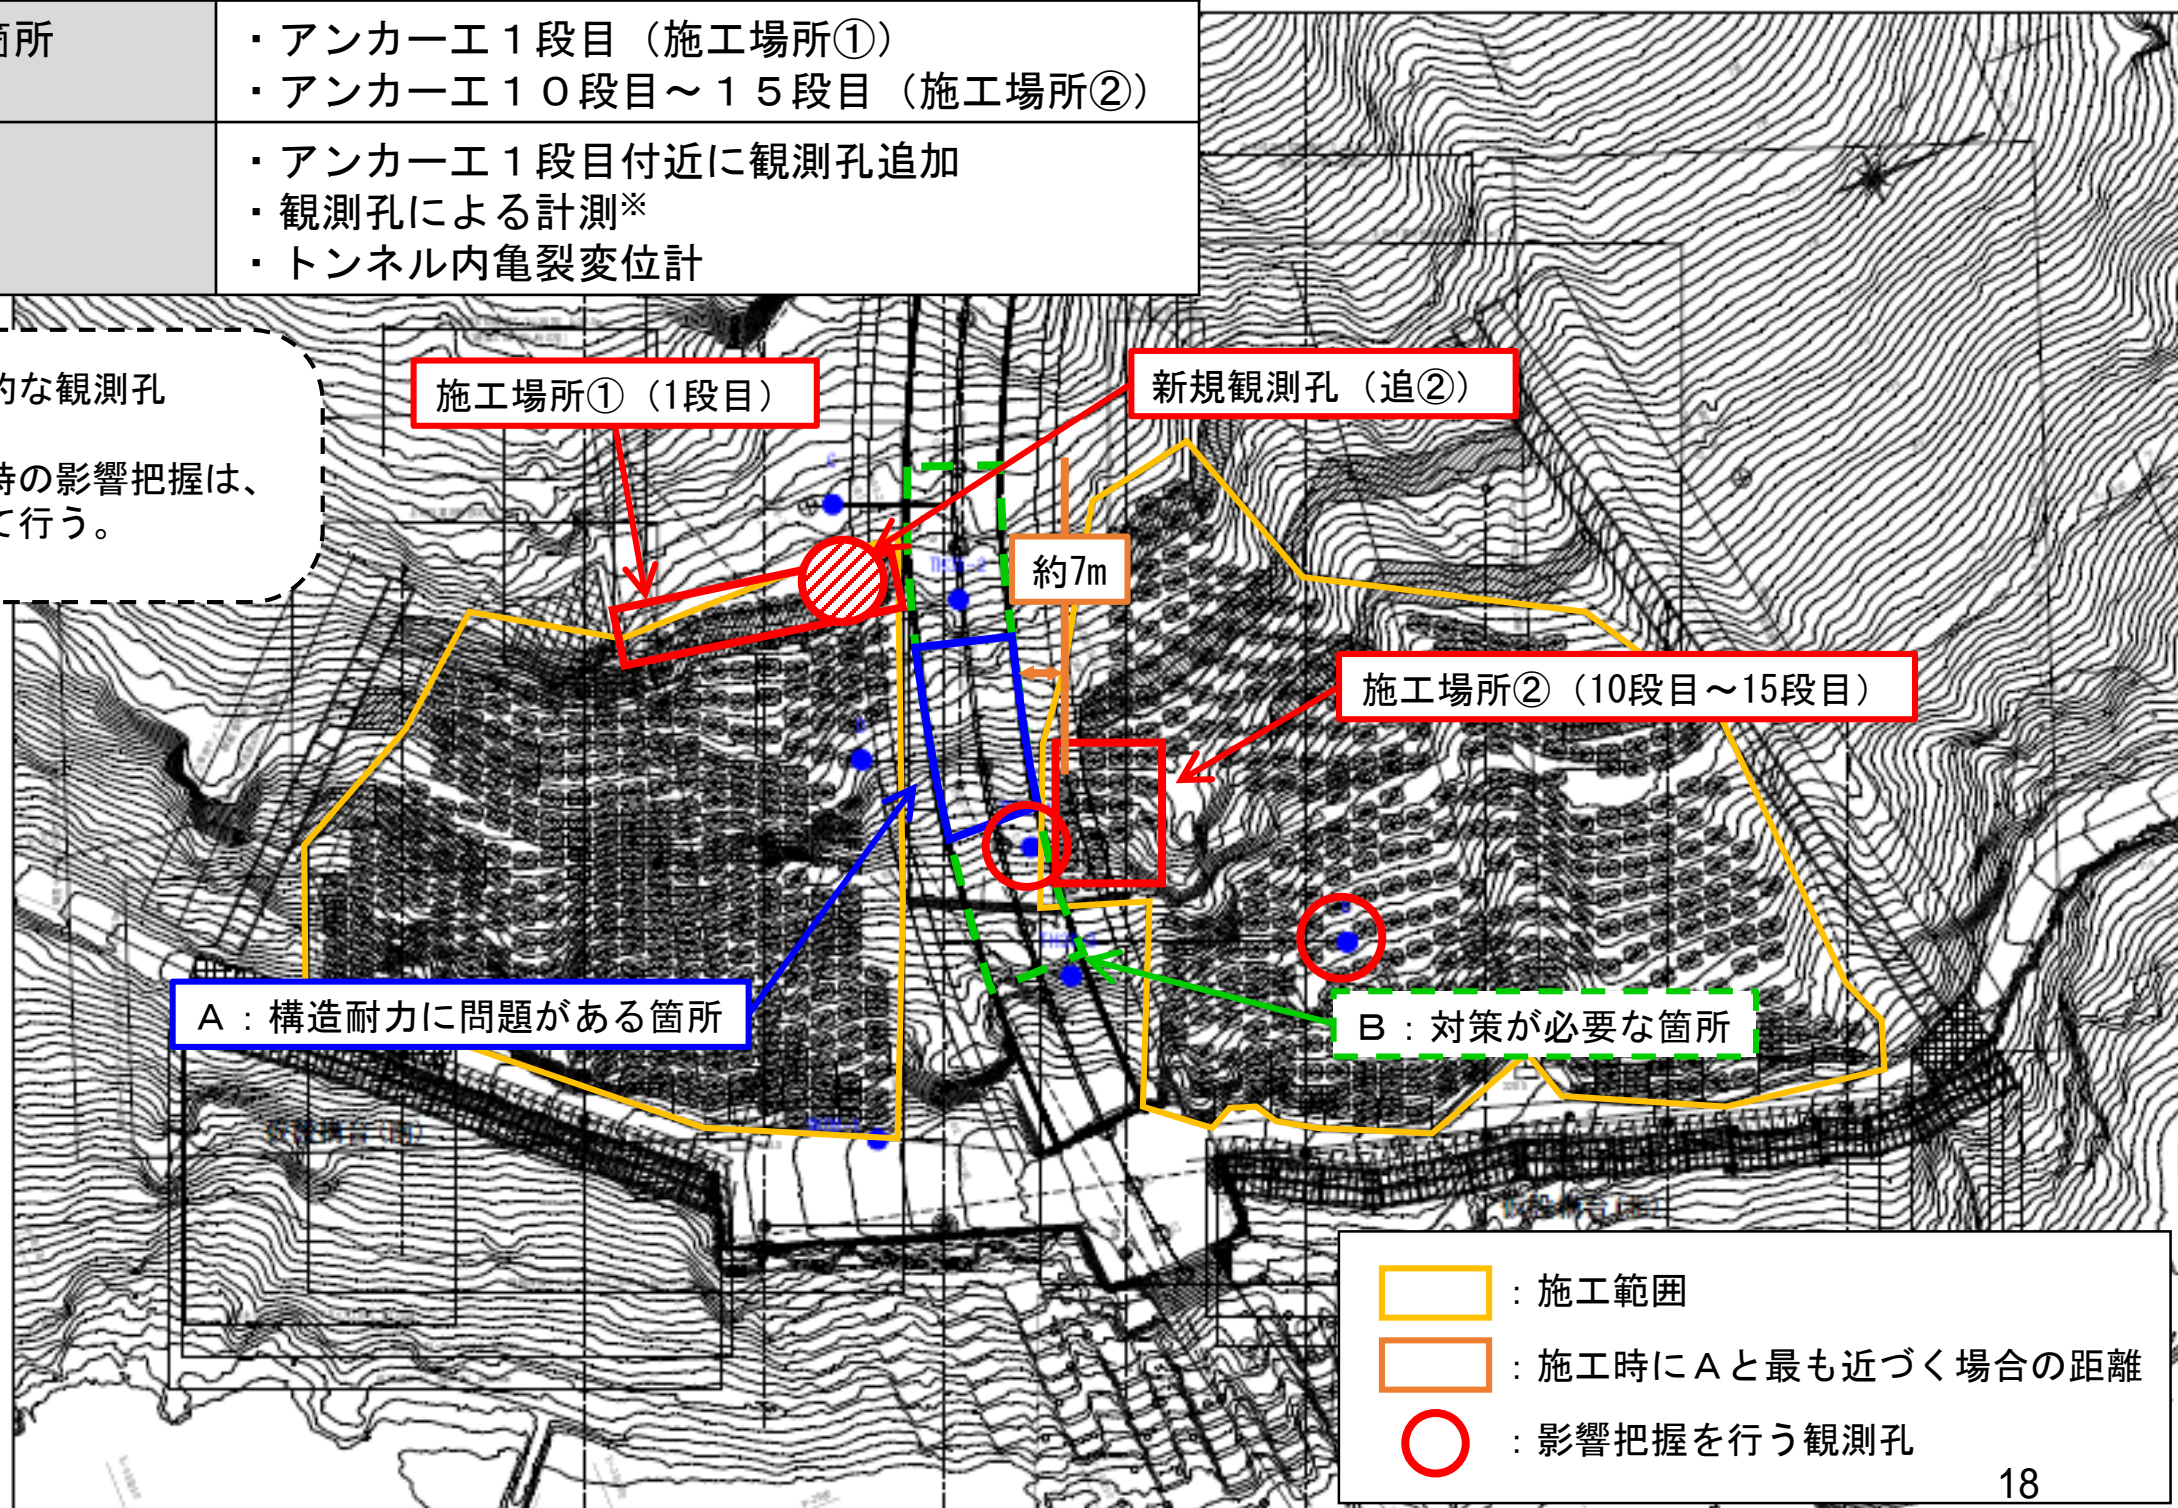 箇所
・アンカー工１段目（施工場所①）
・アンカー工１０段目～１５段目（施工場所②）
・アンカー工１段目付近に観測孔追加
・観測孔による計測※
・トンネル内亀裂変位計
的な観測孔
時の影響把握は、
て行う。
施工場所①（1段目）
新規観測孔（追②）
約7m
施工場所②（10段目～15段目）
Ａ：構造耐力に問題がある箇所
Ｂ：対策が必要な箇所
：施工範囲
：施工時にＡと最も近づく場合の距離
：影響把握を行う観測孔
18